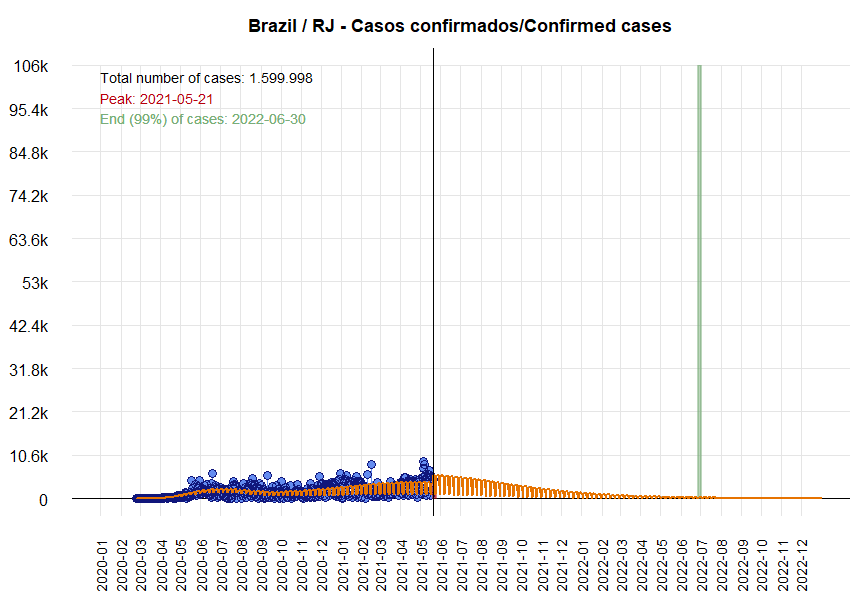 Brazil / RJ - Casos confirmados/Confirmed cases
106k
Total number of cases: 1.599.998
Peak: 2021-05-21
95.4k
End (99%) of cases: 2022-06-30
84.8k
74.2k
63.6k
53k
42.4k
31.8k
21.2k
10.6k
0
2020-01
2020-02
2020-03
2020-04
2020-05
2020-06
2020-07
2020-08
2020-09
2020-10
2020-11
2020-12
2021-01
2021-02
2021-03
2021-04
2021-05
2021-06
2021-07
2021-08
2021-09
2021-10
2021-11
2021-12
2022-01
2022-02
2022-03
2022-04
2022-05
2022-06
2022-07
2022-08
2022-09
2022-10
2022-11
2022-12